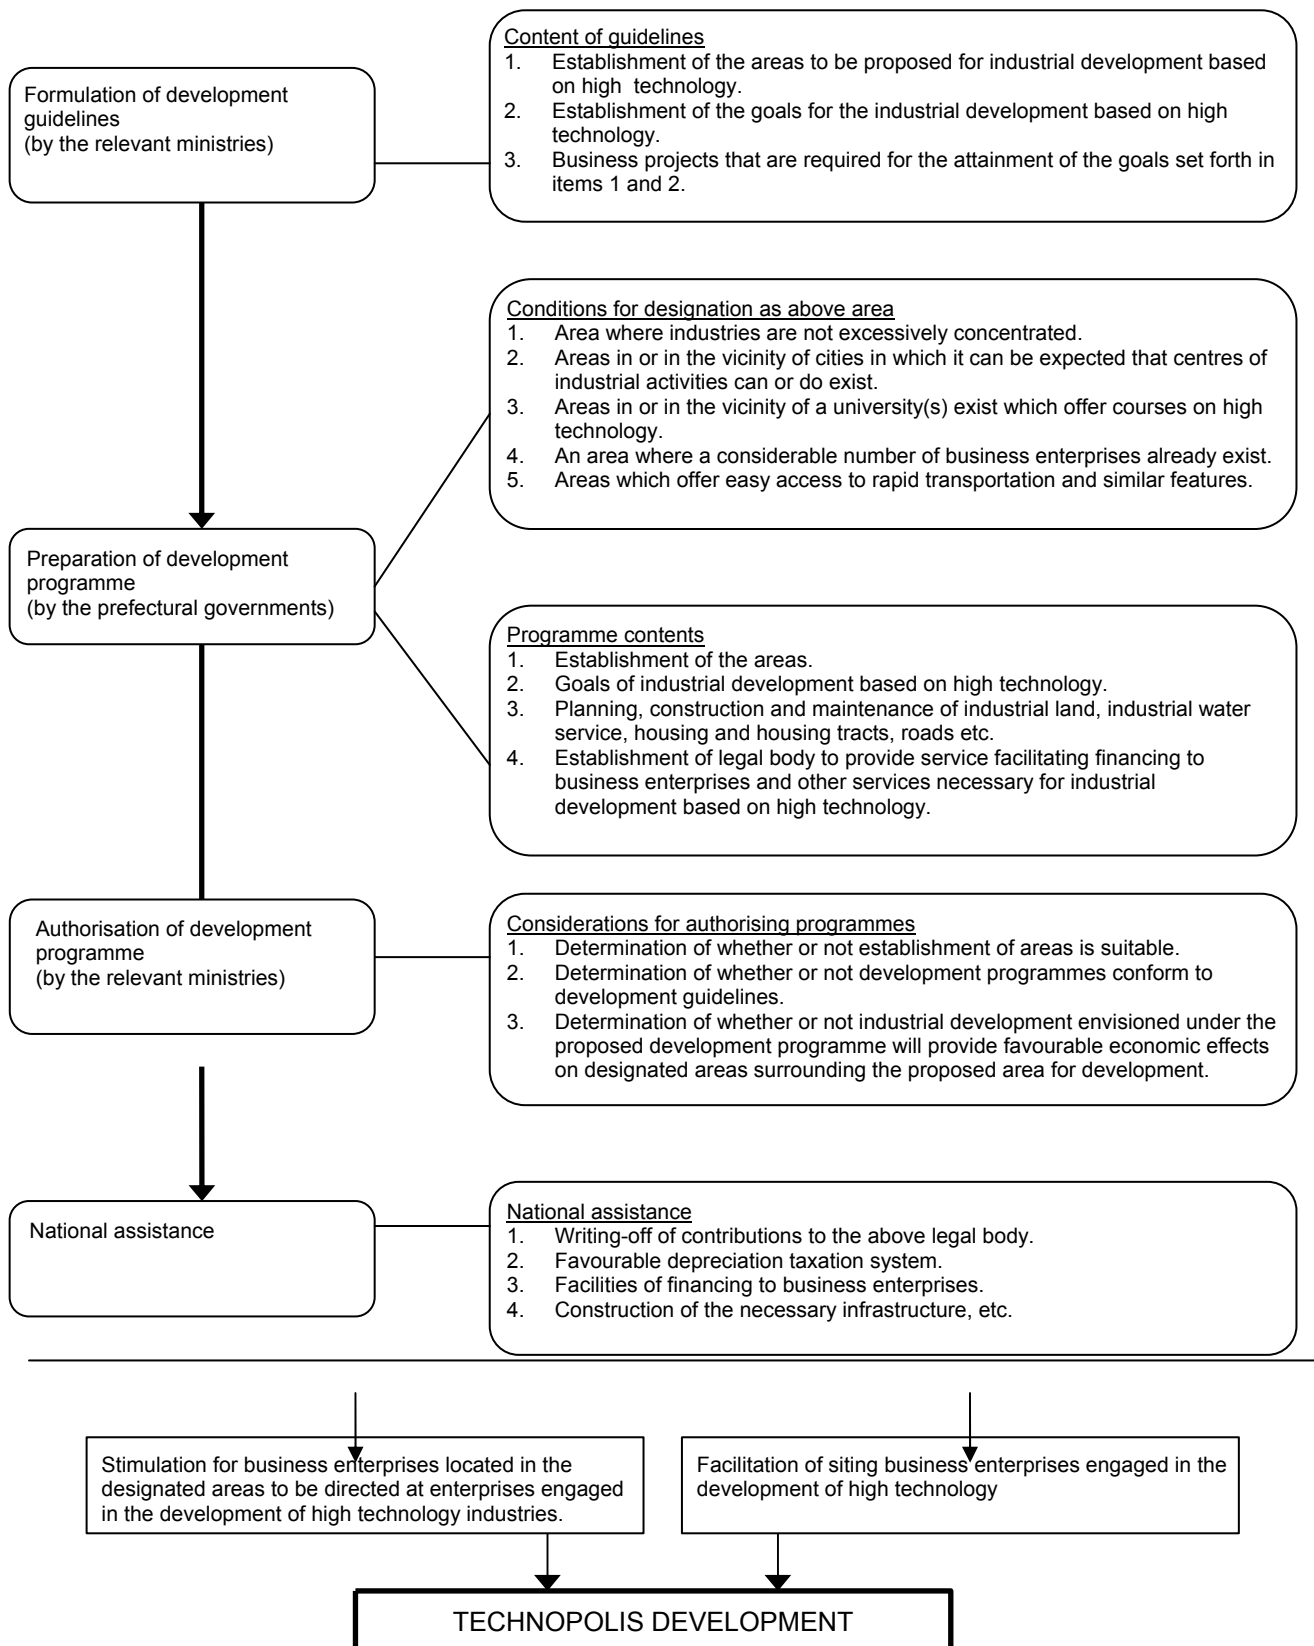 Content of guidelines
1. Establishment of the areas to be proposed for industrial development based
on high technology.
2. Establishment of the goals for the industrial development based on high
technology.
3. Business projects that are required for the attainment of the goals set forth in
items 1 and 2.
Formulation of development
guidelines
(by the relevant ministries)
Conditions for designation as above area
1. Area where industries are not excessively concentrated.
2. Areas in or in the vicinity of cities in which it can be expected that centres of
industrial activities can or do exist.
3. Areas in or in the vicinity of a university(s) exist which offer courses on high
technology.
4. An area where a considerable number of business enterprises already exist.
5. Areas which offer easy access to rapid transportation and similar features.
Preparation of development
programme
(by the prefectural governments)
Programme contents
1. Establishment of the areas.
2. Goals of industrial development based on high technology.
3. Planning, construction and maintenance of industrial land, industrial water
service, housing and housing tracts, roads etc.
4. Establishment of legal body to provide service facilitating financing to
business enterprises and other services necessary for industrial
development based on high technology.
Authorisation of development
programme
(by the relevant ministries)
Considerations for authorising programmes
1. Determination of whether or not establishment of areas is suitable.
2. Determination of whether or not development programmes conform to
development guidelines.
3. Determination of whether or not industrial development envisioned under the
proposed development programme will provide favourable economic effects
on designated areas surrounding the proposed area for development.
National assistance
National assistance
1. Writing-off of contributions to the above legal body.
2. Favourable depreciation taxation system.
3. Facilities of financing to business enterprises.
4. Construction of the necessary infrastructure, etc.
Stimulation for business enterprises located in the
designated areas to be directed at enterprises engaged
in the development of high technology industries.
Facilitation of siting business enterprises engaged in the
development of high technology
TECHNOPOLIS DEVELOPMENT